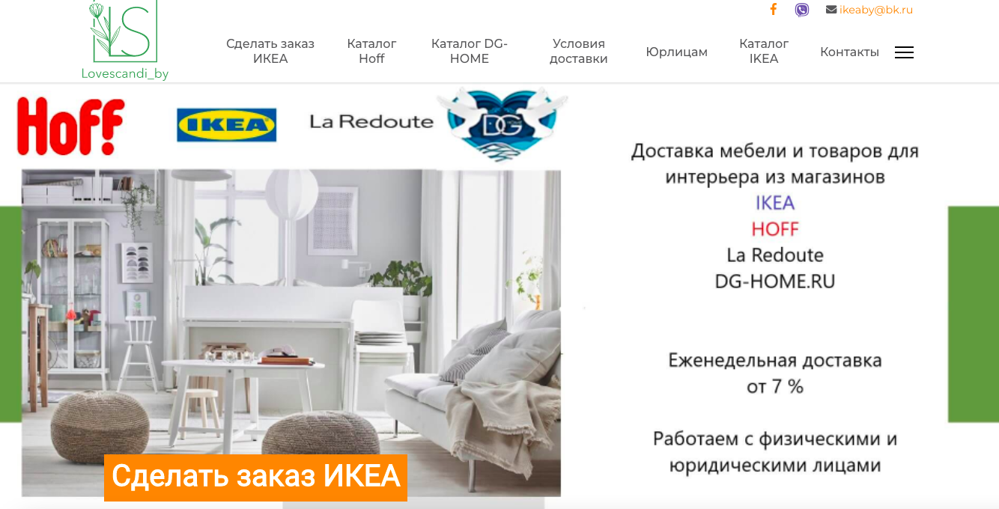 ikeaby@bk.ru
LS
Lovescandi_by
Сделать заказ
ИКЕА
Каталог
Hoff
Каталог DG-
HOME
Условия
доставки
Юрлицам
Каталог
IKEA
Контакты
Hoff
IKEA
La Redoute
DG
Доставка мебели и товаров для
интерьера из магазинов
IKEA
HOFF
La Redoute
DG-HOME.RU
Еженедельная доставка
от 7 %
Работаем с физическими и
юридическими лицами
Сделать заказ ИКЕА